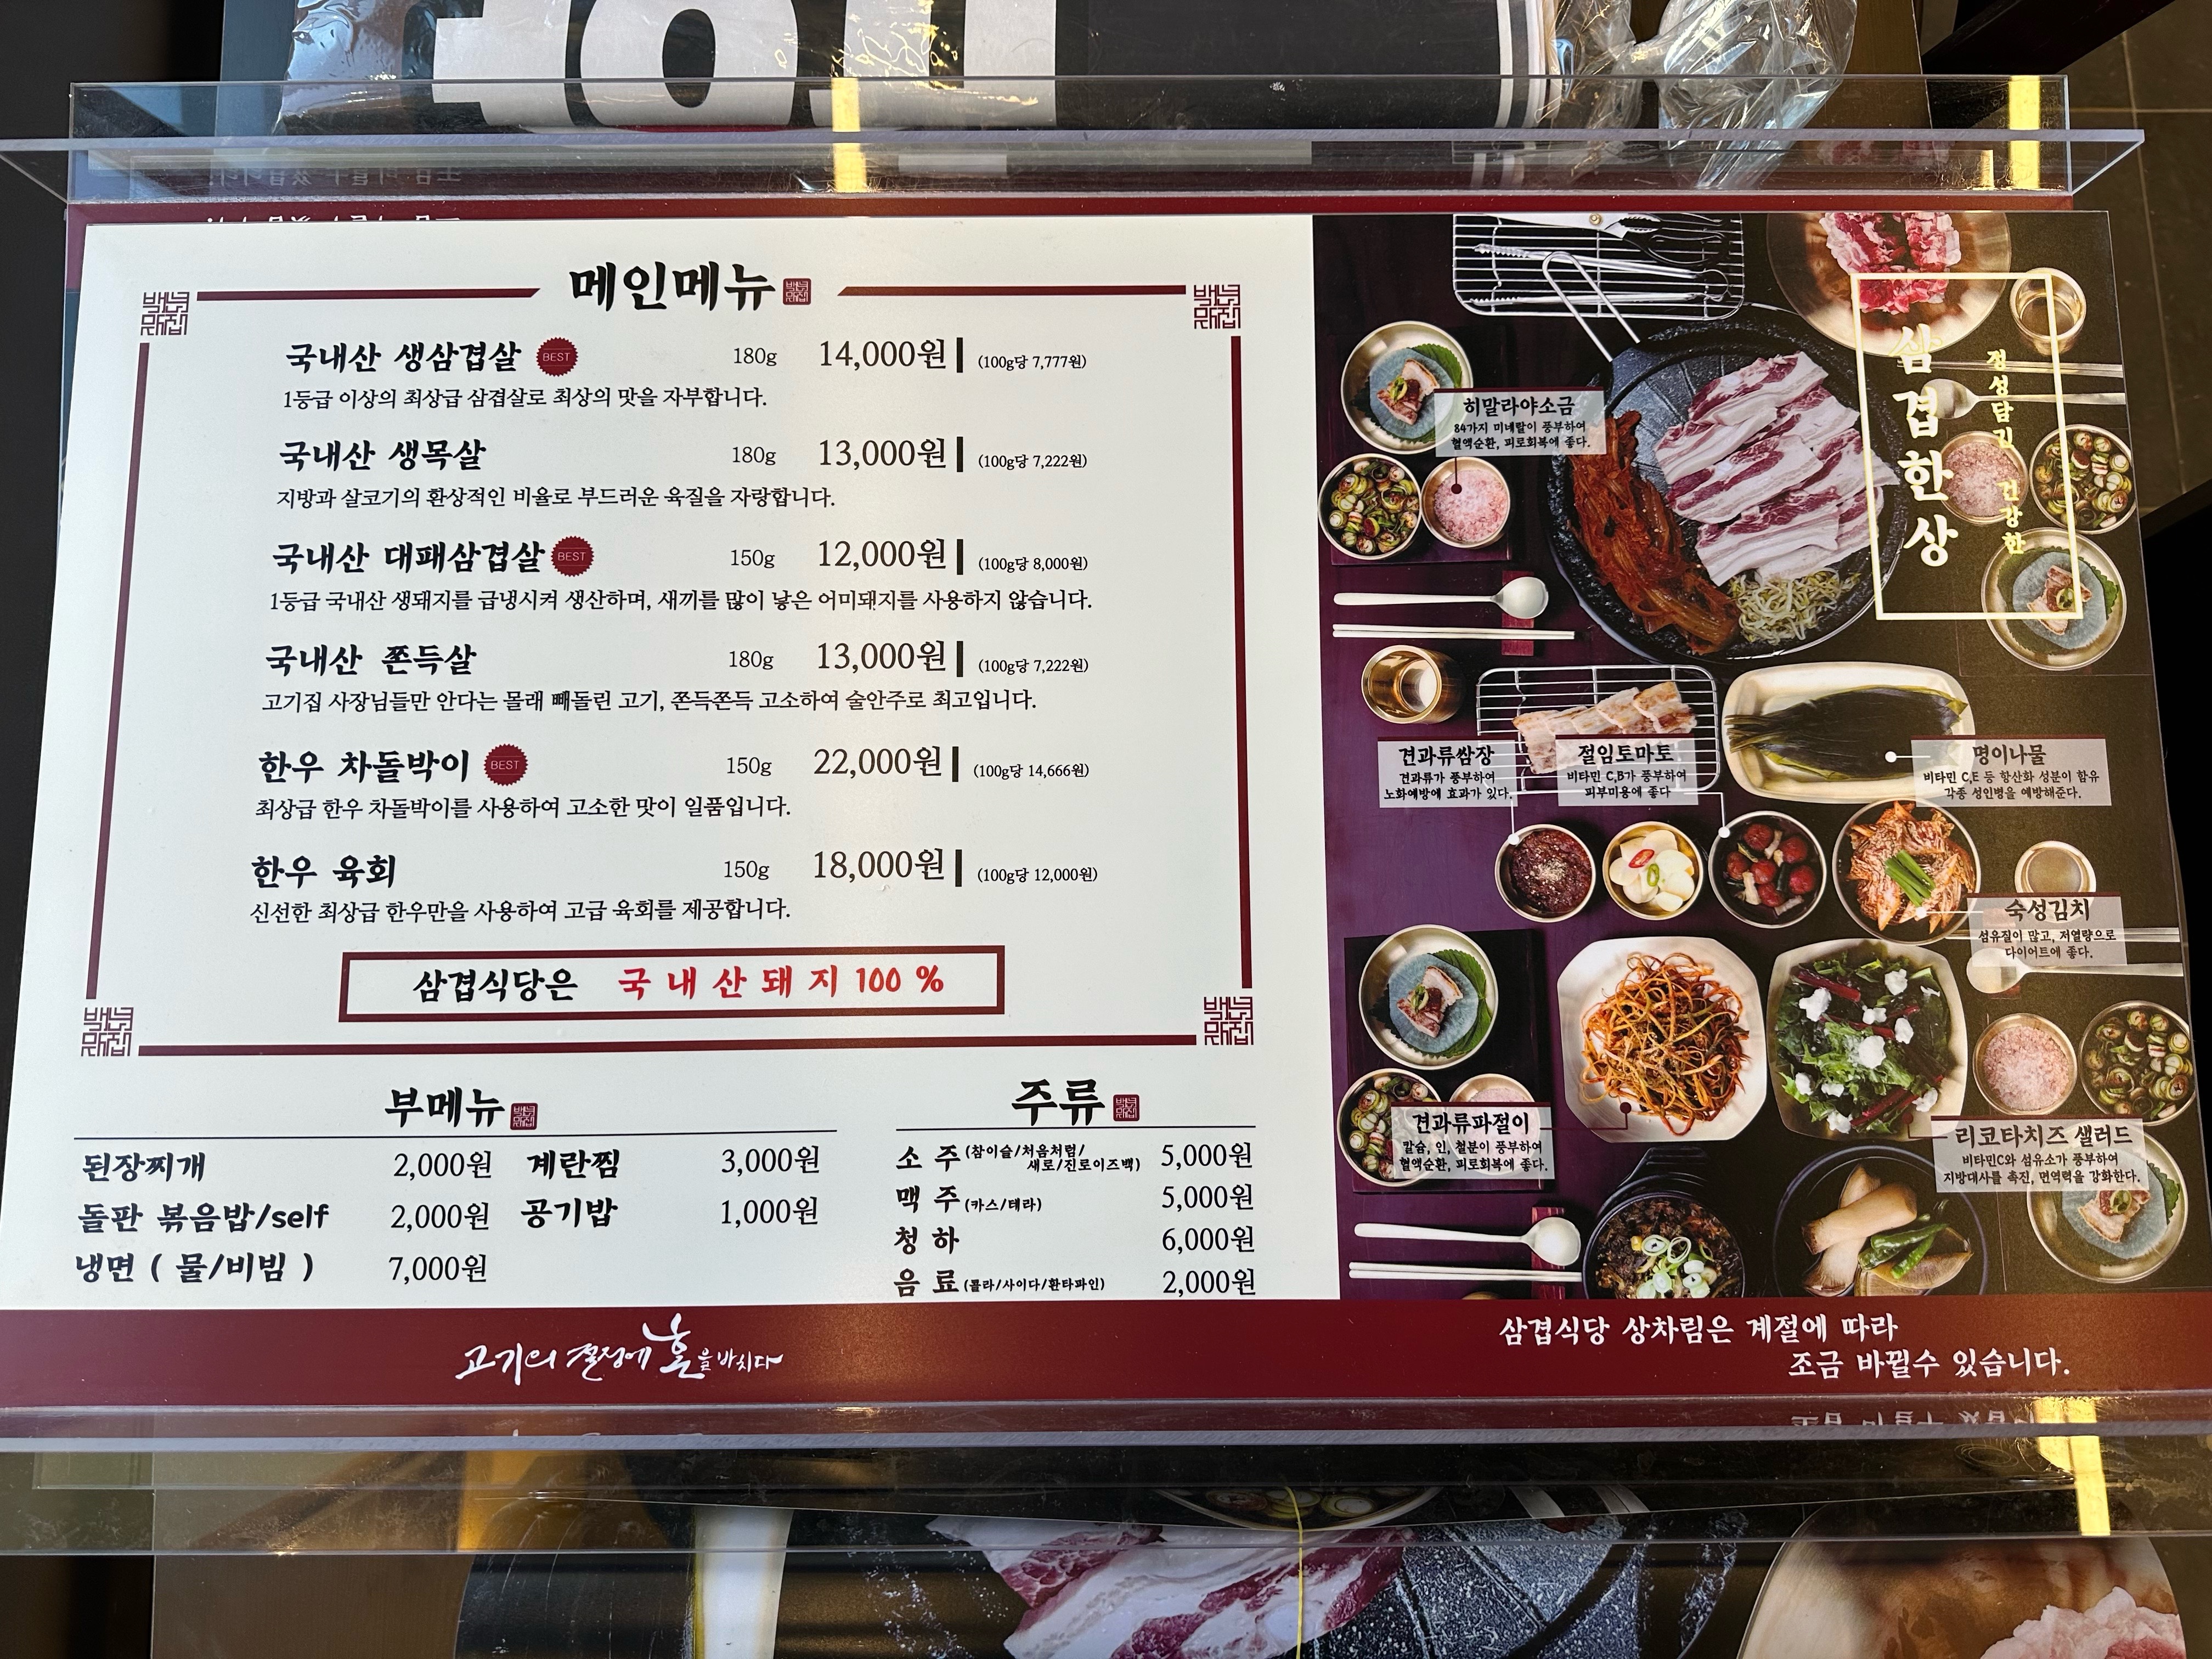 메인메뉴
국내산 생삼겹살 BEST 180g 14,000원 (100g당 7,777원)
1등급 이상의 최상급 삼겹살로 최상의 맛을 자부합니다.
국내산 생목살 180g 13,000원 (100g당 7,222원)
지방과 살코기의 환상적인 비율로 부드러운 육질을 자랑합니다.
국내산 대패삼겹살 BEST 150g 12,000원 (100g당 8,000원)
1등급 국내산 생돼지를 급냉시켜 생산하며, 새끼를 많이 낳은 어미돼지를 사용하지 않습니다.
국내산 쫀득살 180g 13,000원 (100g당 7,222원)
고기집 사장님들만 안다는 몰래 빼돌린 고기, 쫀득쫀득 고소하여 술안주로 최고입니다.
한우 차돌박이 BEST 150g 22,000원 (100g당 14,666원)
최상급 한우 차돌박이를 사용하여 고소한 맛이 일품입니다.
한우 육회 150g 18,000원 (100g당 12,000원)
신선한 최상급 한우만을 사용하여 고급 육회를 제공합니다.
삼겹식당은 국내산돼지100%
부메뉴
된장찌개 2,000원 계란찜 3,000원
돌판 볶음밥/self 2,000원 공기밥 1,000원
냉면 ( 물/비빔 ) 7,000원
주류
소 주 (참이슬/처음처럼/
새로/진로이즈백) 5,000원
맥 주 (카스/테라) 5,000원
청 하 6,000원
음 료 (콜라/사이다/환타파인) 2,000원
고기의 절정에 혼을 바치다
삼겹한상
정성담긴 건강한
히말라야소금
84가지 미네랄이 풍부하여
혈액순환, 피로회복에 좋다.
견과류쌈장
견과류가 풍부하여
노화예방에 효과가 있다.
절임토마토
비타민 C,B가 풍부하여
피부미용에 좋다
명이나물
비타민 C,E 등 항산화 성분이 함유
각종 성인병을 예방해준다.
숙성김치
섬유질이 많고, 저열량으로
다이어트에 좋다.
견과류파절이
칼슘, 인, 철분이 풍부하여
혈액순환, 피로회복에 좋다.
리코타치즈 샐러드
비타민C와 섬유소가 풍부하여
지방대사를 촉진, 면역력을 강화한다.
삼겹식당 상차림은 계절에 따라
조금 바뀔수 있습니다.